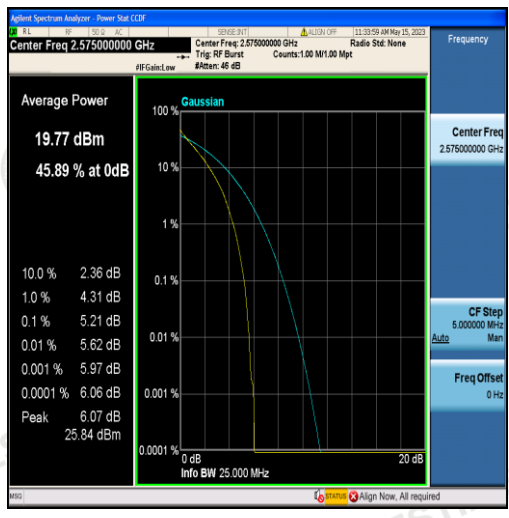 Agilent Spectrum Analyzer - Power Stat CCDF
RL RF 50 Ω AC SENSE:INT ALIGN OFF 11:33:59 AM May 15, 2023
Center Freq 2.575000000 GHz
Center Freq: 2.575000000 GHz Radio Std: None
Trig: RF Burst Counts:1.00 M/1.00 Mpt
#IFGain:Low #Atten: 46 dB
Frequency
Average Power
19.77 dBm
45.89 % at 0dB
10.0 % 2.36 dB
1.0 % 4.31 dB
0.1 % 5.21 dB
0.01 % 5.62 dB
0.001 % 5.97 dB
0.0001 % 6.06 dB
Peak 6.07 dB
25.84 dBm
Gaussian
100 %
10 %
1 %
0.1 %
0.01 %
0.001 %
0.0001 %
0 dB 20 dB
Info BW 25.000 MHz
Center Freq
2.575000000 GHz
CF Step
5.000000 MHz
Auto Man
Freq Offset
0 Hz
MSG STATUS Align Now, All required